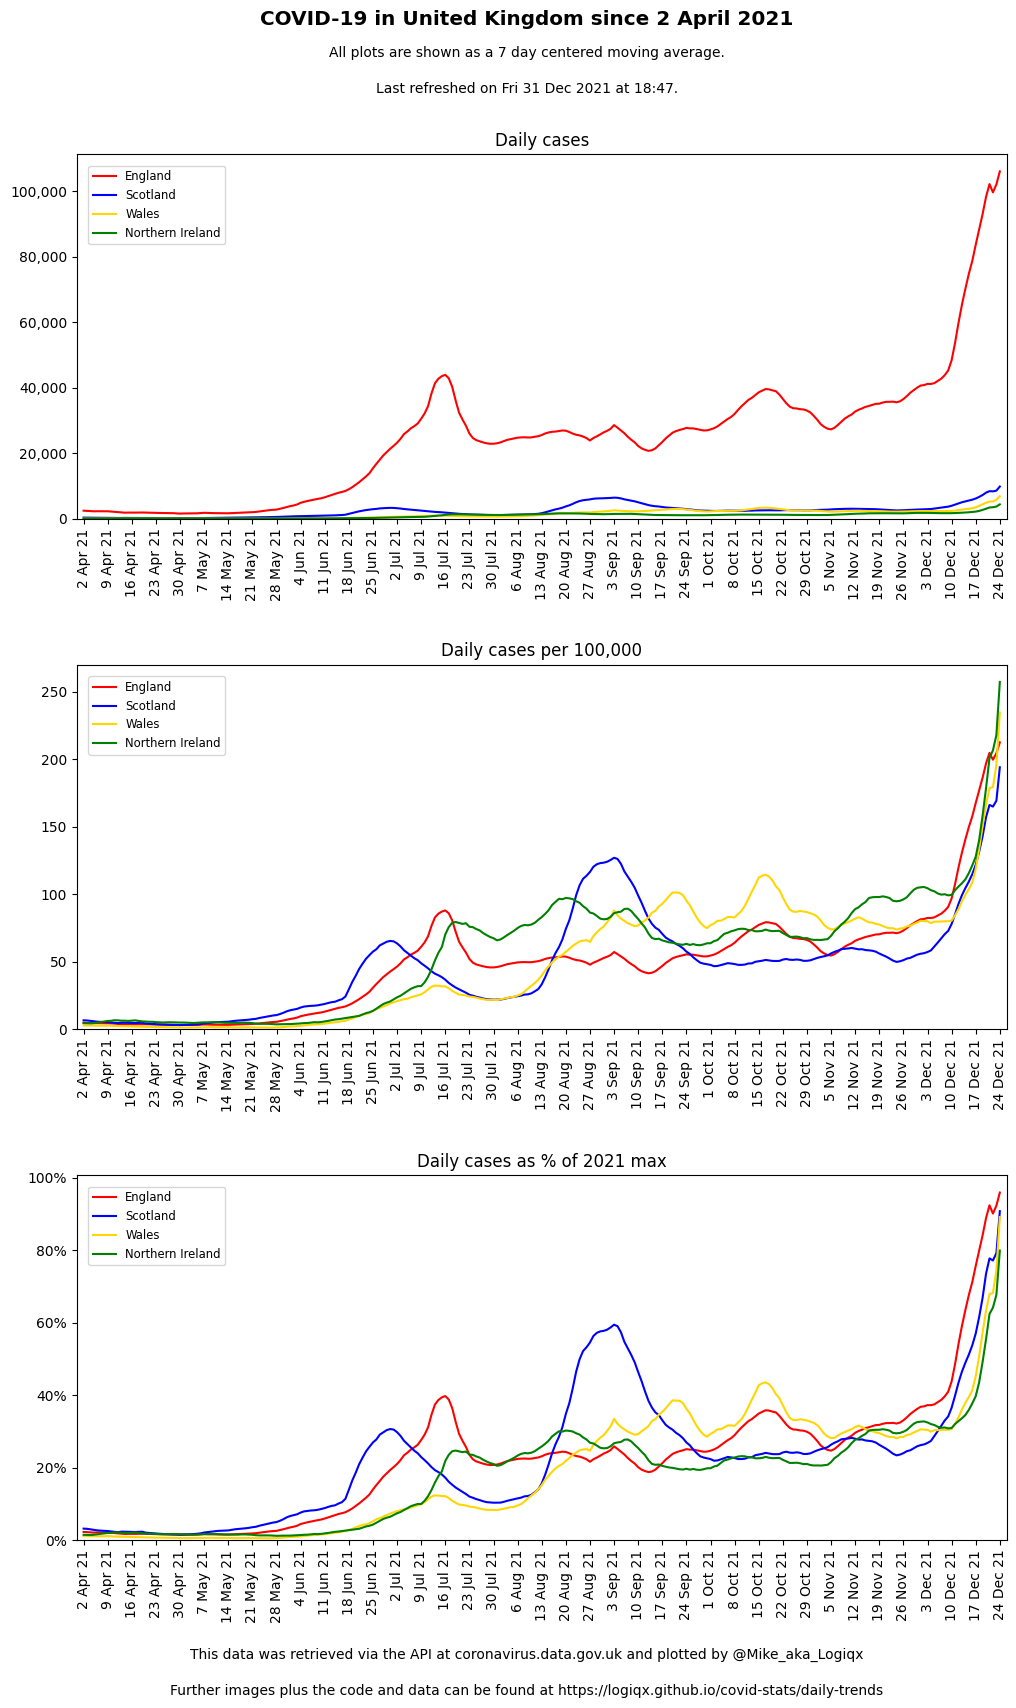 COVID-19 in United Kingdom since 2 April 2021
All plots are shown as a 7 day centered moving average.
Last refreshed on Fri 31 Dec 2021 at 18:47.
Daily cases
England
Scotland
Wales
Northern Ireland
100,000
80,000
60,000
40,000
20,000
0
2 Apr 21
9 Apr 21
16 Apr 21
23 Apr 21
30 Apr 21
7 May 21
14 May 21
21 May 21
28 May 21
4 Jun 21
11 Jun 21
18 Jun 21
25 Jun 21
2 Jul 21
9 Jul 21
16 Jul 21
23 Jul 21
30 Jul 21
6 Aug 21
13 Aug 21
20 Aug 21
27 Aug 21
3 Sep 21
10 Sep 21
17 Sep 21
24 Sep 21
1 Oct 21
8 Oct 21
15 Oct 21
22 Oct 21
29 Oct 21
5 Nov 21
12 Nov 21
19 Nov 21
26 Nov 21
3 Dec 21
10 Dec 21
17 Dec 21
24 Dec 21
Daily cases per 100,000
England
Scotland
Wales
Northern Ireland
250
200
150
100
50
0
2 Apr 21
9 Apr 21
16 Apr 21
23 Apr 21
30 Apr 21
7 May 21
14 May 21
21 May 21
28 May 21
4 Jun 21
11 Jun 21
18 Jun 21
25 Jun 21
2 Jul 21
9 Jul 21
16 Jul 21
23 Jul 21
30 Jul 21
6 Aug 21
13 Aug 21
20 Aug 21
27 Aug 21
3 Sep 21
10 Sep 21
17 Sep 21
24 Sep 21
1 Oct 21
8 Oct 21
15 Oct 21
22 Oct 21
29 Oct 21
5 Nov 21
12 Nov 21
19 Nov 21
26 Nov 21
3 Dec 21
10 Dec 21
17 Dec 21
24 Dec 21
Daily cases as % of 2021 max
England
Scotland
Wales
Northern Ireland
100%
80%
60%
40%
20%
0%
2 Apr 21
9 Apr 21
16 Apr 21
23 Apr 21
30 Apr 21
7 May 21
14 May 21
21 May 21
28 May 21
4 Jun 21
11 Jun 21
18 Jun 21
25 Jun 21
2 Jul 21
9 Jul 21
16 Jul 21
23 Jul 21
30 Jul 21
6 Aug 21
13 Aug 21
20 Aug 21
27 Aug 21
3 Sep 21
10 Sep 21
17 Sep 21
24 Sep 21
1 Oct 21
8 Oct 21
15 Oct 21
22 Oct 21
29 Oct 21
5 Nov 21
12 Nov 21
19 Nov 21
26 Nov 21
3 Dec 21
10 Dec 21
17 Dec 21
24 Dec 21
This data was retrieved via the API at coronavirus.data.gov.uk and plotted by @Mike_aka_Logiqx
Further images plus the code and data can be found at https://logiqx.github.io/covid-stats/daily-trends